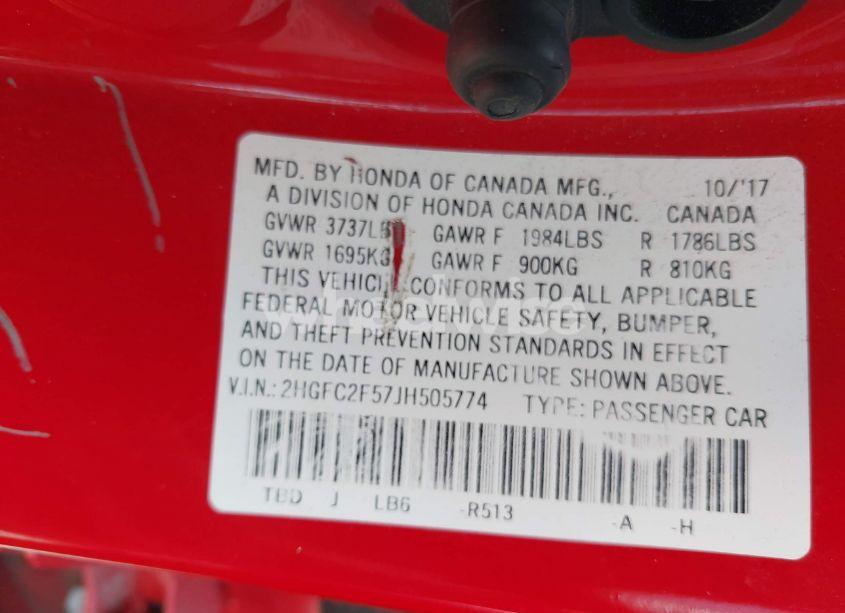 MFD. BY HONDA OF CANADA MFG., 10/'17
A DIVISION OF HONDA CANADA INC. CANADA
GVWR 3737LBS GAWR F 1984LBS R 1786LBS
GVWR 1695KG GAWR F 900KG R 810KG
THIS VEHICLE CONFORMS TO ALL APPLICABLE
FEDERAL MOTOR VEHICLE SAFETY, BUMPER,
AND THEFT PREVENTION STANDARDS IN EFFECT
ON THE DATE OF MANUFACTURE SHOWN ABOVE.
V.I.N.: 2HGFC2F57JH505774 TYPE: PASSENGER CAR
TBD J LB6 -R513 -A -H